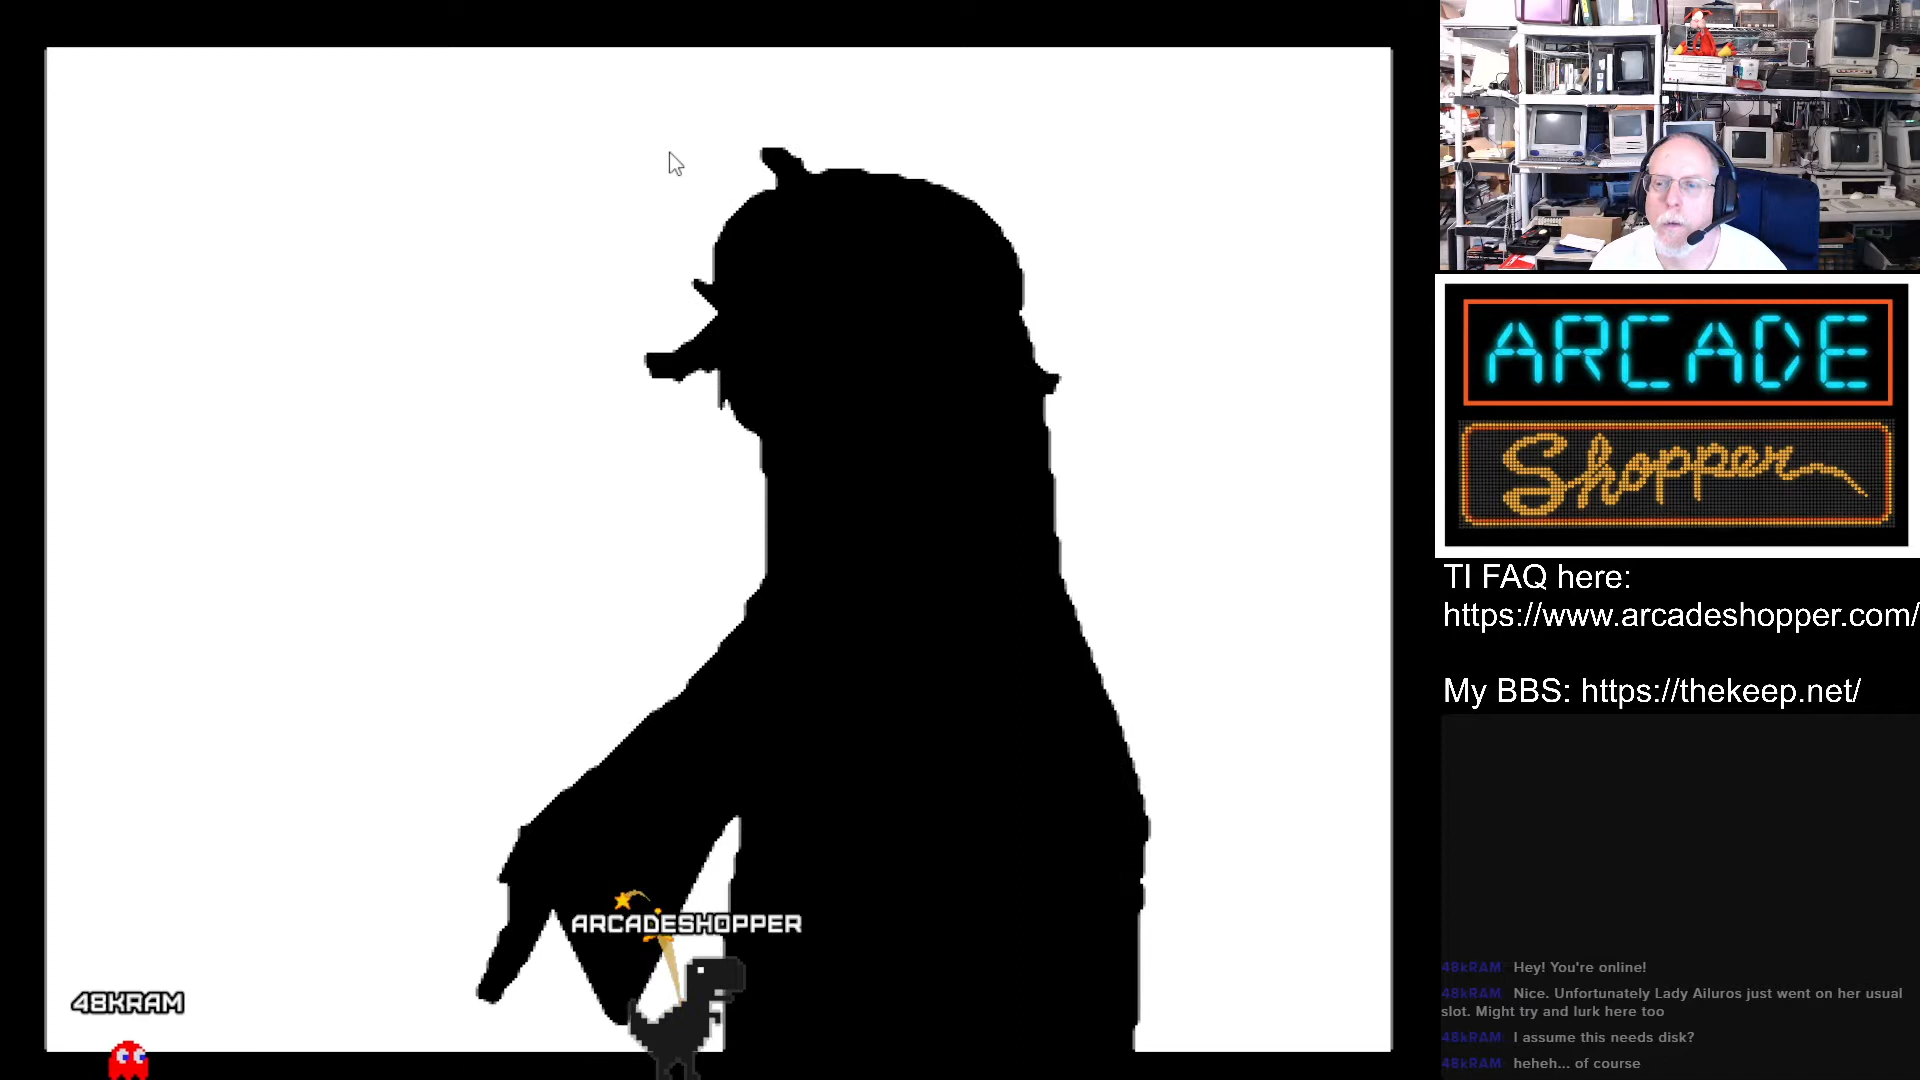 ARCADE
Shopper
TI FAQ here:
https://www.arcadeshopper.com/
My BBS: https://thekeep.net/
ARCADESHOPPER
48KRAM
48kRAM: Hey! You're online!
48kRAM: Nice. Unfortunately Lady Ailuros just went on her usual
slot. Might try and lurk here too
48kRAM: I assume this needs disk?
48kRAM: heheh... of course